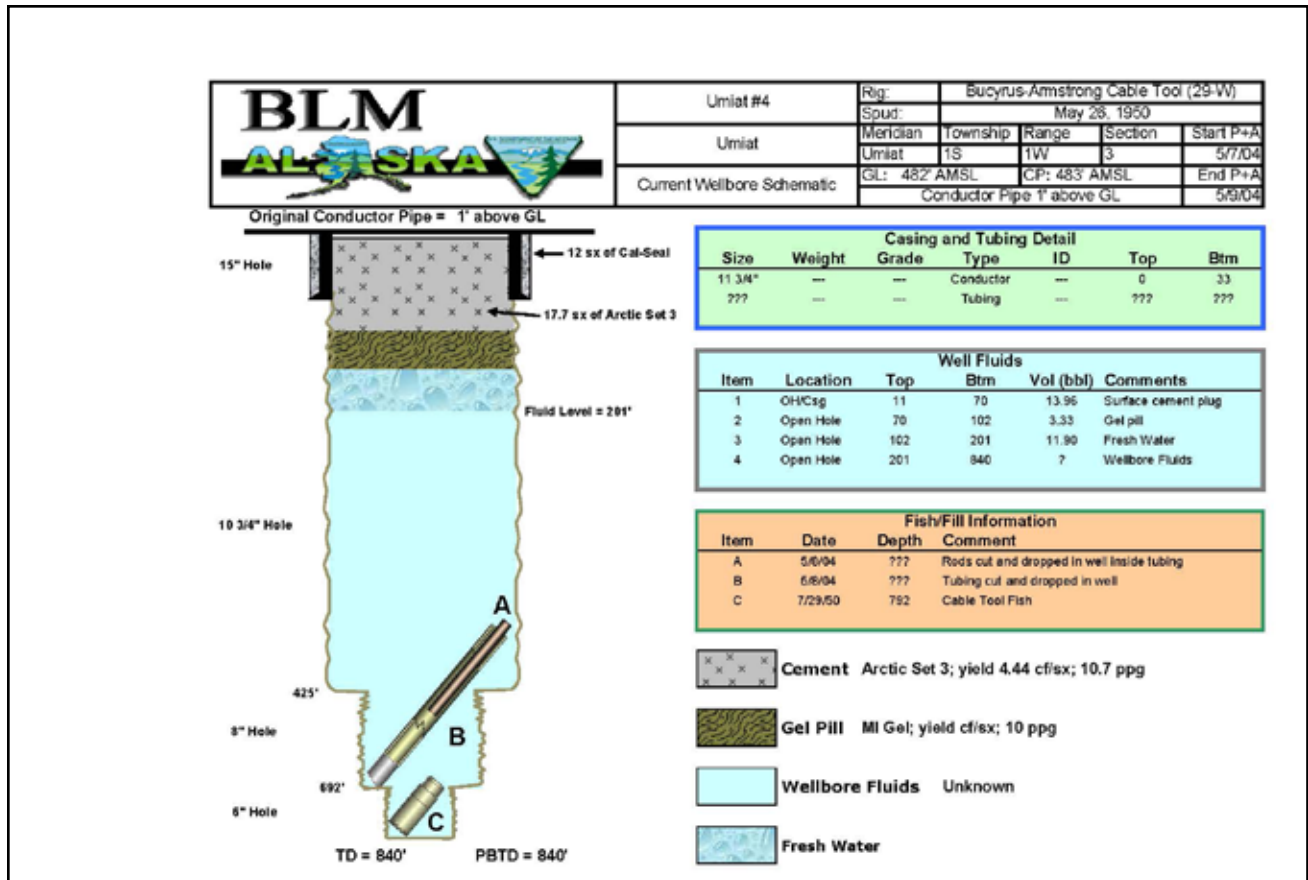 BLM
ALASKA
Umiat #4
Umiat
Current Wellbore Schematic
Rig: Bucyrus-Armstrong Cable Tool (29-W)
Spud: May 26, 1950
Meridian Township Range Section Start P+A
Umiat 1S 1W 3 5/7/04
GL: 482' AMSL CP: 483' AMSL End P+A
Conductor Pipe 1' above GL 5/9/04
Original Conductor Pipe = 1' above GL
15" Hole
12 sx of Cal-Seal
17.7 sx of Arctic Set 3
Fluid Level = 201'
10 3/4" Hole
A
425'
8" Hole
B
692'
6" Hole
C
TD = 840' PBTD = 840'
Casing and Tubing Detail
Size Weight Grade Type ID Top Btm
11 3/4" --- --- Conductor --- 0 33
??? --- --- Tubing --- ??? ???
Well Fluids
Item Location Top Btm Vol (bbl) Comments
1 OH/Csg 11 70 13.96 Surface cement plug
2 Open Hole 70 102 3.33 Gel pill
3 Open Hole 102 201 11.90 Fresh Water
4 Open Hole 201 840 ? Wellbore Fluids
Fish/Fill Information
Item Date Depth Comment
A ??? Rods cut and dropped in well inside tubing
B ??? Tubing cut and dropped in well
C 7/29/50 792 Cable Tool Fish
Cement Arctic Set 3; yield 4.44 cf/sx; 10.7 ppg
Gel Pill MI Gel; yield cf/sx; 10 ppg
Wellbore Fluids Unknown
Fresh Water